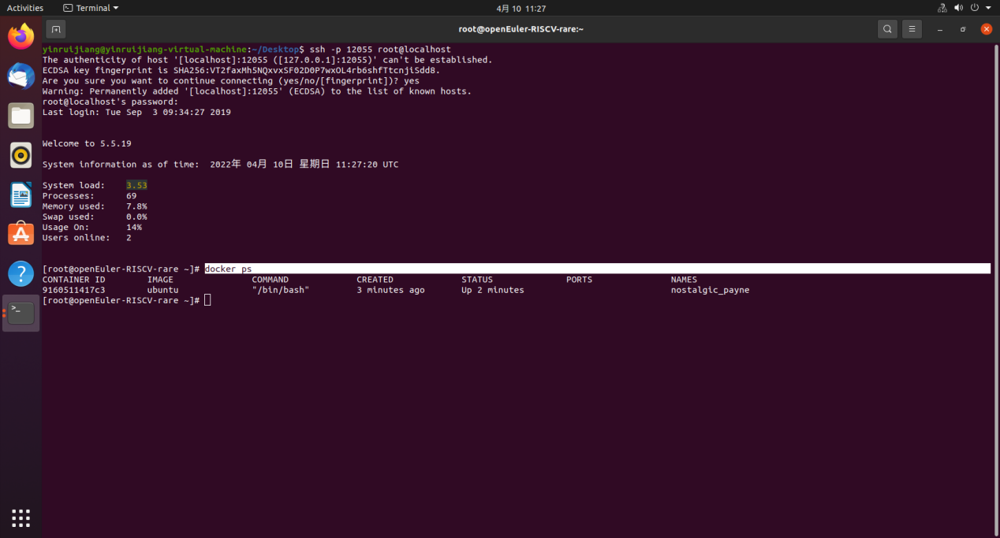 Activities Terminal 4月 10 11:27
root@openEuler-RISCV-rare:~
yinruijiang@yinruijiang-virtual-machine:~/Desktop$ ssh -p 12055 root@localhost
The authenticity of host '[localhost]:12055 ([127.0.0.1]:12055)' can't be established.
ECDSA key fingerprint is SHA256:VT2faxMh5NQxvxSF02D0P7wxOL4rb6shfTtcnjiSdd8.
Are you sure you want to continue connecting (yes/no/[fingerprint])? yes
Warning: Permanently added '[localhost]:12055' (ECDSA) to the list of known hosts.
root@localhost's password:
Last login: Tue Sep  3 09:34:27 2019
Welcome to 5.5.19
System information as of time:  2022年 04月 10日 星期日 11:27:20 UTC
System load:    3.53
Processes:      69
Memory used:    7.8%
Swap used:      0.0%
Usage On:       14%
Users online:   2
[root@openEuler-RISCV-rare ~]# docker ps
CONTAINER ID        IMAGE               COMMAND             CREATED             STATUS              PORTS               NAMES
9160511417c3        ubuntu              "/bin/bash"         3 minutes ago       Up 2 minutes                            nostalgic_payne
[root@openEuler-RISCV-rare ~]#